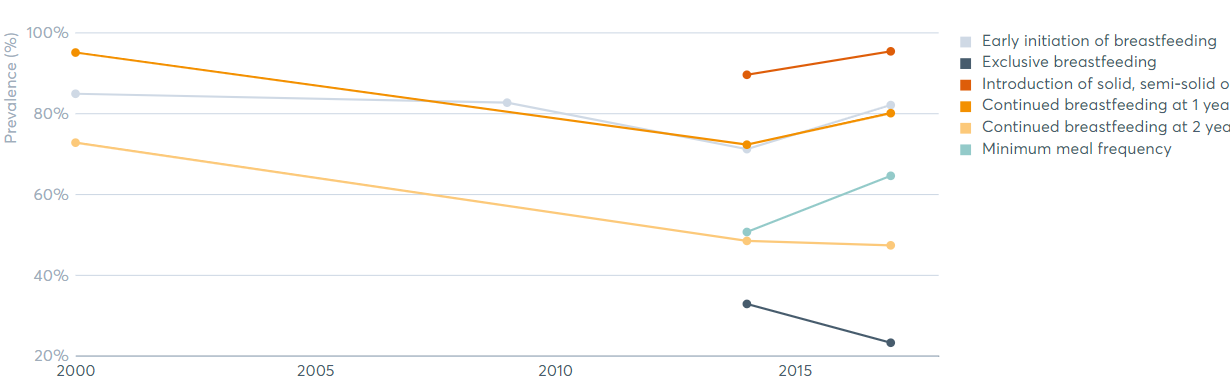 Prevalence (%)
100%
80%
60%
40%
20%
2000
2005
2010
2015
Early initiation of breastfeeding
Exclusive breastfeeding
Introduction of solid, semi-solid o
Continued breastfeeding at 1 yea
Continued breastfeeding at 2 yea
Minimum meal frequency